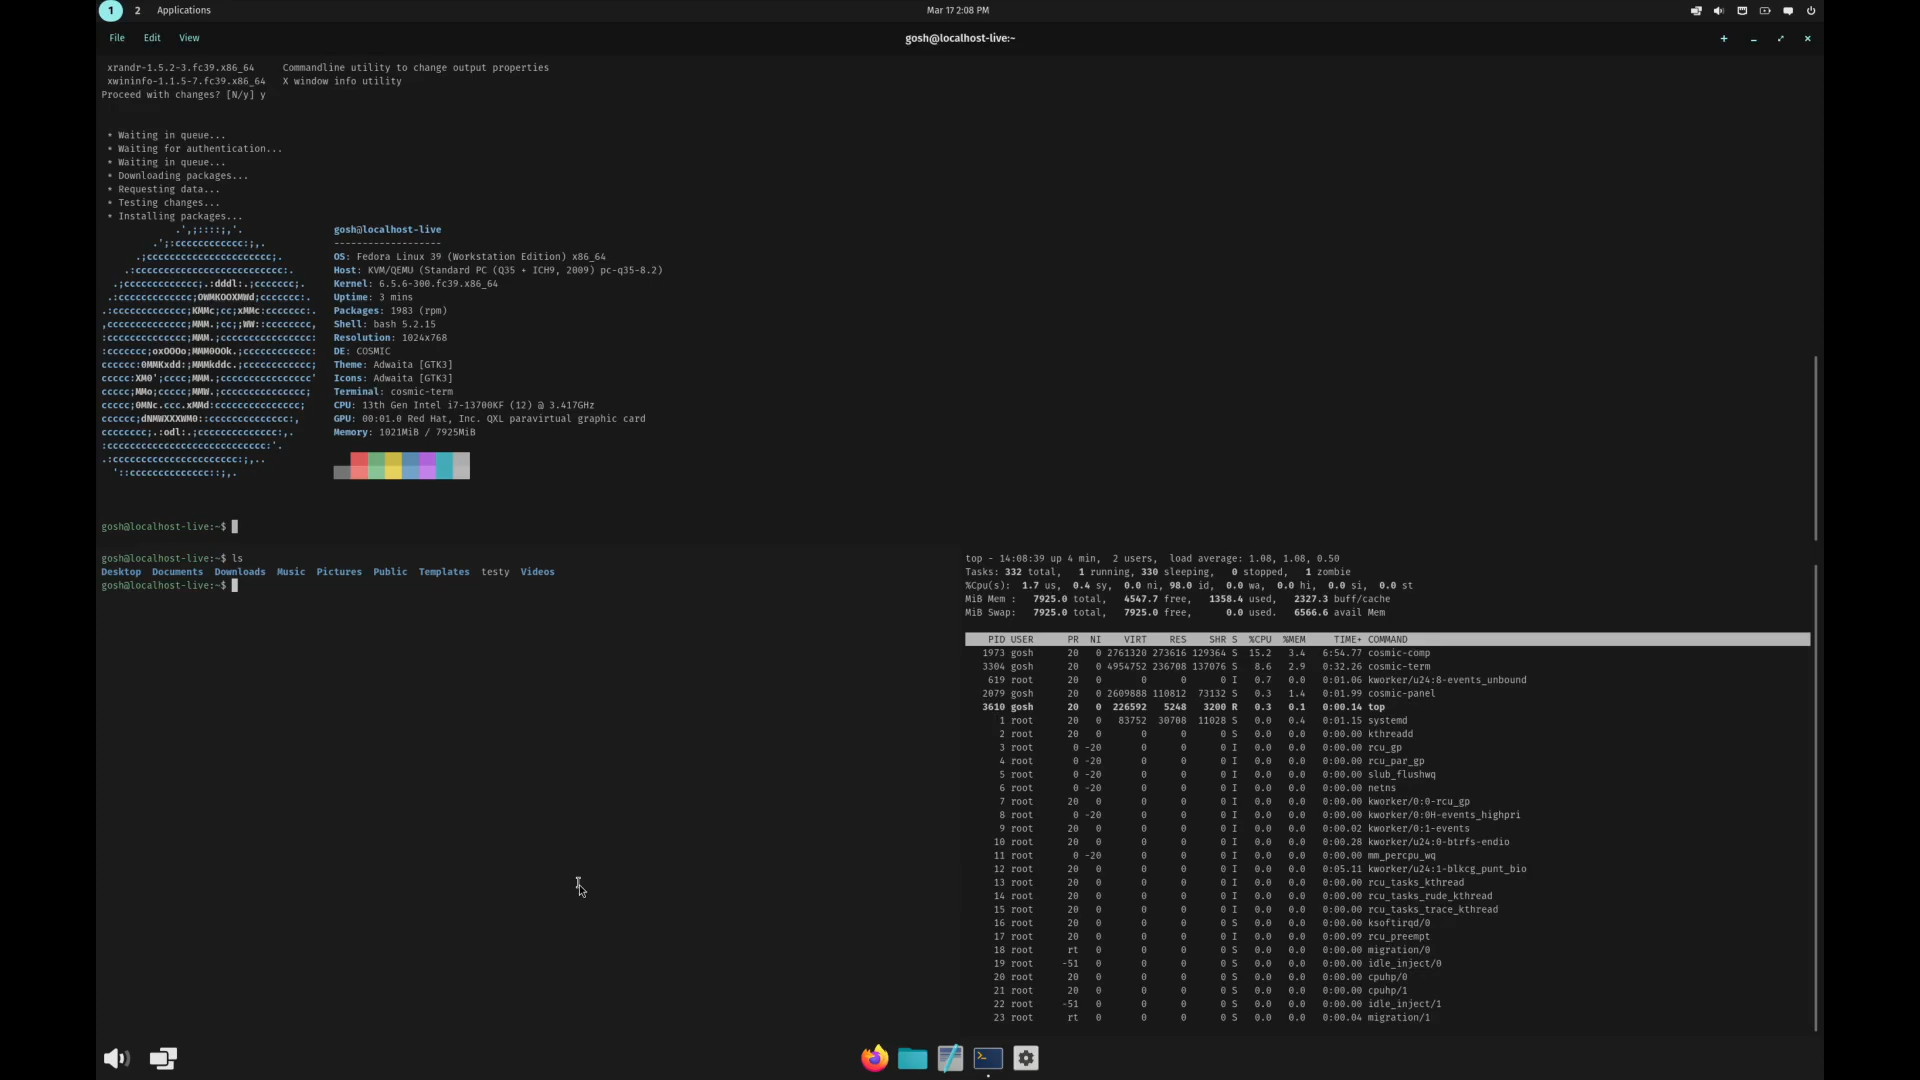 1 2 Applications Mar 17 2:08 PM
File Edit View gosh@localhost-live:~
xrandr-1.5.2-3.fc39.x86_64 Commandline utility to change output properties
xwininfo-1.1.5-7.fc39.x86_64 X window info utility
Proceed with changes? [N/y] y
* Waiting in queue...
* Waiting for authentication...
* Waiting in queue...
* Downloading packages...
* Requesting data...
* Testing changes...
* Installing packages...
gosh@localhost-live
-------------------
OS: Fedora Linux 39 (Workstation Edition) x86_64
Host: KVM/QEMU (Standard PC (Q35 + ICH9, 2009) pc-q35-8.2)
Kernel: 6.5.6-300.fc39.x86_64
Uptime: 3 mins
Packages: 1983 (rpm)
Shell: bash 5.2.15
Resolution: 1024x768
DE: COSMIC
Theme: Adwaita [GTK3]
Icons: Adwaita [GTK3]
Terminal: cosmic-term
CPU: 13th Gen Intel i7-13700KF (12) @ 3.417GHz
GPU: 00:01.0 Red Hat, Inc. QXL paravirtual graphic card
Memory: 1021MiB / 7925MiB
gosh@localhost-live:~$
gosh@localhost-live:~$ ls
Desktop Documents Downloads Music Pictures Public Templates testy Videos
gosh@localhost-live:~$
top - 14:08:39 up 4 min, 2 users, load average: 1.08, 1.08, 0.50
Tasks: 332 total, 1 running, 330 sleeping, 0 stopped, 1 zombie
%Cpu(s): 1.7 us, 0.4 sy, 0.0 ni, 98.0 id, 0.0 wa, 0.0 hi, 0.0 si, 0.0 st
MiB Mem : 7925.0 total, 4547.7 free, 1358.4 used, 2327.3 buff/cache
MiB Swap: 7925.0 total, 7925.0 free, 0.0 used. 6566.6 avail Mem
PID USER PR NI VIRT RES SHR S %CPU %MEM TIME+ COMMAND
1973 gosh 20 0 2761320 273616 129364 S 15.2 3.4 6:54.77 cosmic-comp
3304 gosh 20 0 4954752 236708 137076 S 8.6 2.9 0:32.26 cosmic-term
619 root 20 0 0 0 0 I 0.7 0.0 0:01.06 kworker/u24:8-events_unbound
2079 gosh 20 0 2609888 110812 73132 S 0.3 1.4 0:01.99 cosmic-panel
3610 gosh 20 0 226592 5248 3200 R 0.3 0.1 0:00.14 top
1 root 20 0 83752 30708 11028 S 0.0 0.4 0:01.15 systemd
2 root 20 0 0 0 0 S 0.0 0.0 0:00.00 kthreadd
3 root 0 -20 0 0 0 I 0.0 0.0 0:00.00 rcu_gp
4 root 0 -20 0 0 0 I 0.0 0.0 0:00.00 rcu_par_gp
5 root 0 -20 0 0 0 I 0.0 0.0 0:00.00 slub_flushwq
6 root 0 -20 0 0 0 I 0.0 0.0 0:00.00 netns
7 root 20 0 0 0 0 I 0.0 0.0 0:00.00 kworker/0:0-rcu_gp
8 root 0 -20 0 0 0 I 0.0 0.0 0:00.00 kworker/0:0H-events_highpri
9 root 20 0 0 0 0 I 0.0 0.0 0:00.02 kworker/0:1-events
10 root 20 0 0 0 0 I 0.0 0.0 0:00.28 kworker/u24:0-btrfs-endio
11 root 0 -20 0 0 0 I 0.0 0.0 0:00.00 mm_percpu_wq
12 root 20 0 0 0 0 I 0.0 0.0 0:05.11 kworker/u24:1-blkcg_punt_bio
13 root 20 0 0 0 0 I 0.0 0.0 0:00.00 rcu_tasks_kthread
14 root 20 0 0 0 0 I 0.0 0.0 0:00.00 rcu_tasks_rude_kthread
15 root 20 0 0 0 0 I 0.0 0.0 0:00.00 rcu_tasks_trace_kthread
16 root 20 0 0 0 0 S 0.0 0.0 0:00.00 ksoftirqd/0
17 root 20 0 0 0 0 I 0.0 0.0 0:00.09 rcu_preempt
18 root rt 0 0 0 0 S 0.0 0.0 0:00.00 migration/0
19 root -51 0 0 0 0 S 0.0 0.0 0:00.00 idle_inject/0
20 root 20 0 0 0 0 S 0.0 0.0 0:00.00 cpuhp/0
21 root 20 0 0 0 0 S 0.0 0.0 0:00.00 cpuhp/1
22 root -51 0 0 0 0 S 0.0 0.0 0:00.00 idle_inject/1
23 root rt 0 0 0 0 S 0.0 0.0 0:00.04 migration/1